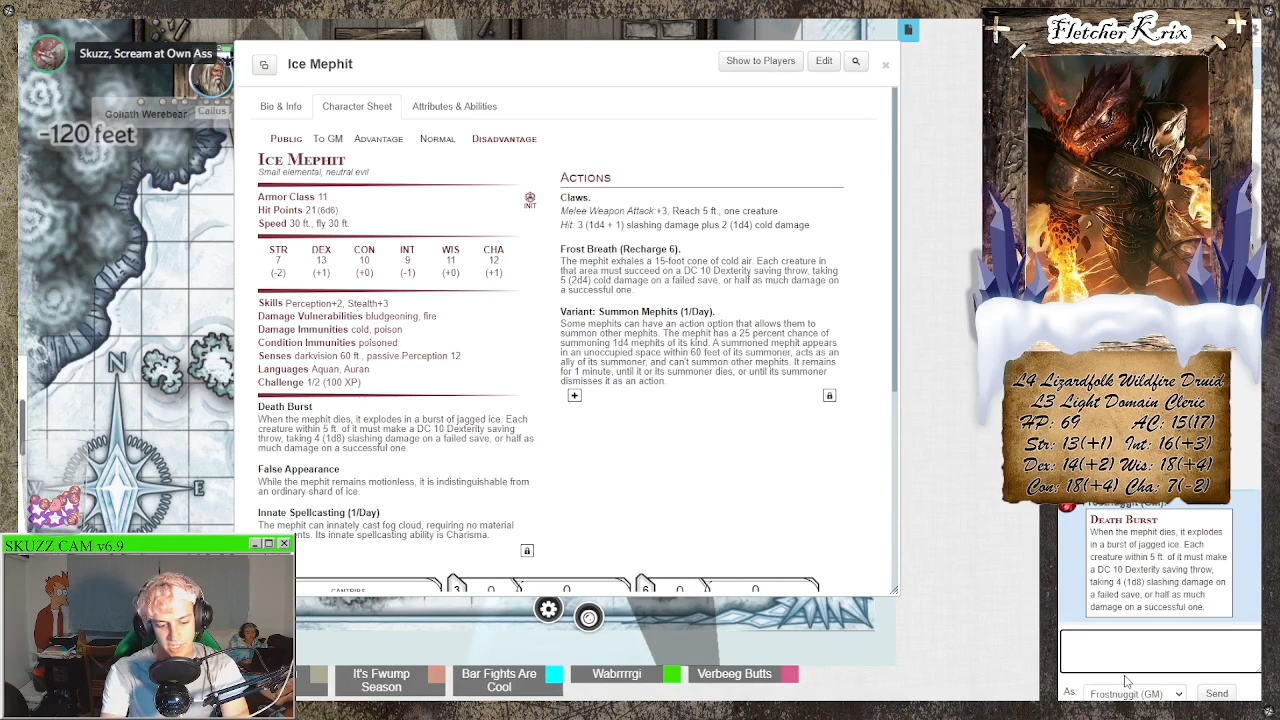 Skuzz, Scream at Own Ass
Goliath Werebear
Callus
-120 feet
N
E
Ice Mephit
Show to Players
Edit
Bio & Info
Character Sheet
Attributes & Abilities
Public To GM Advantage Normal Disadvantage
Ice Mephit
Small elemental, neutral evil
Armor Class 11
Hit Points 21 (6d6)
Speed 30 ft., fly 30 ft.
INIT
STR DEX CON INT WIS CHA
7 13 10 9 11 12
(-2) (+1) (+0) (-1) (+0) (+1)
Skills Perception+2, Stealth+3
Damage Vulnerabilities bludgeoning, fire
Damage Immunities cold, poison
Condition Immunities poisoned
Senses darkvision 60 ft., passive Perception 12
Languages Aquan, Auran
Challenge 1/2 (100 XP)
Death Burst
When the mephit dies, it explodes in a burst of jagged ice. Each
creature within 5 ft. of it must make a DC 10 Dexterity saving
throw, taking 4 (1d8) slashing damage on a failed save, or half as
much damage on a successful one.
False Appearance
While the mephit remains motionless, it is indistinguishable from
an ordinary shard of ice.
Innate Spellcasting (1/Day)
The mephit can innately cast fog cloud, requiring no material
ents. Its innate spellcasting ability is Charisma.
Actions
Claws.
Melee Weapon Attack:+3, Reach 5 ft., one creature
Hit: 3 (1d4 + 1) slashing damage plus 2 (1d4) cold damage
Frost Breath (Recharge 6).
The mephit exhales a 15-foot cone of cold air. Each creature in
that area must succeed on a DC 10 Dexterity saving throw, taking
5 (2d4) cold damage on a failed save, or half as much damage on
a successful one.
Variant: Summon Mephits (1/Day).
Some mephits can have an action option that allows them to
summon other mephits. The mephit has a 25 percent chance of
summoning 1d4 mephits of its kind. A summoned mephit appears
in an unoccupied space within 60 feet of its summoner, acts as an
ally of its summoner, and can't summon other mephits. It remains
for 1 minute, until it or its summoner dies, or until its summoner
dismisses it as an action.
CANTRIPS
3 0 0 6 0 0
SKUZZ CAM v6.9
It's Fwump
Season
Bar Fights Are
Cool
Wabrrrrgi
Verbeeg Butts
Fletcher Krix
L4 Lizardfolk Wildfire Druid
L3 Light Domain Cleric
HP: 69 AC: 15(17)
Str: 13(+1) Int: 16(+3)
Dex: 14(+2) Wis: 18(+4)
Con: 18(+4) Cha: 7(-2)
Frostnuggit (GM):
Death Burst
When the mephit dies, it explodes
in a burst of jagged ice. Each
creature within 5 ft. of it must make
a DC 10 Dexterity saving throw,
taking 4 (1d8) slashing damage on
a failed save, or half as much
damage on a successful one.
As:
Frostnuggit (GM)
Send